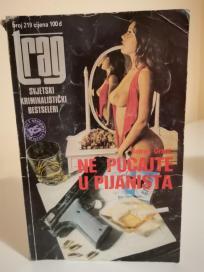 broj 219 cijena 100 d
trag
SVJETSKI
KRIMINALISTIČKI
BESTSELERI
NE PUCAJTE
U PIJANISTA